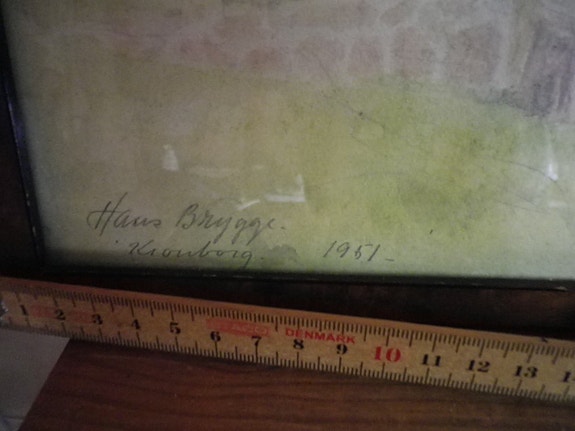 Hans Brygge.
Kronborg. 1951.
DENMARK
1 2 3 4 5 6 7 8 9 10 11 12 13